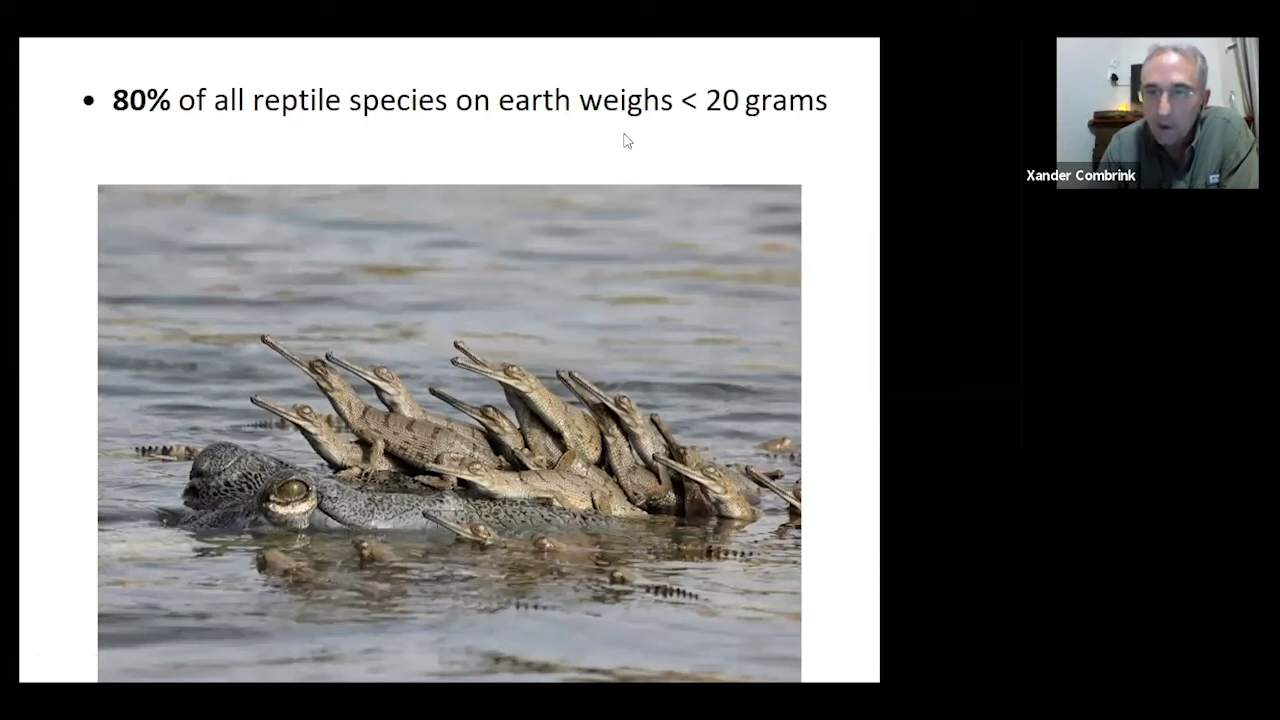 • 80% of all reptile species on earth weighs < 20 grams
Xander Combrink